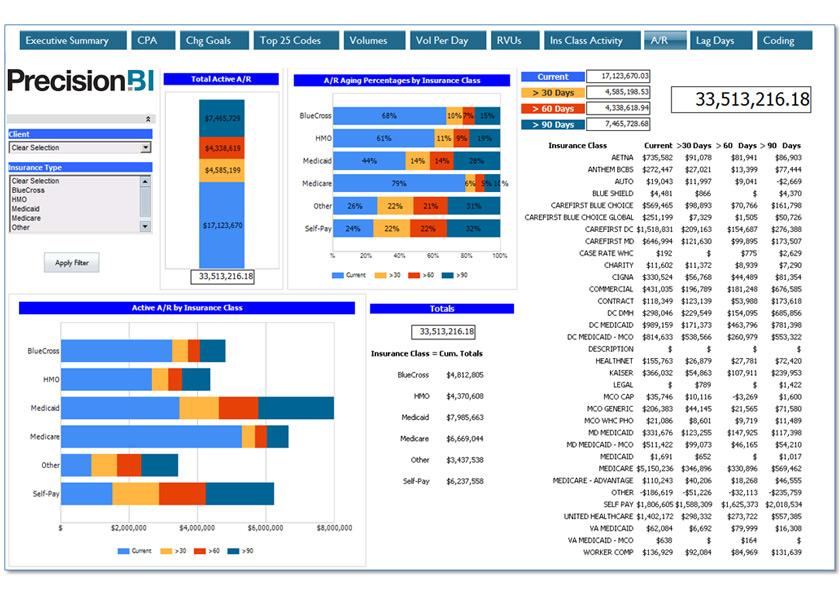 Executive Summary CPA Chg Goals Top 25 Codes Volumes Vol Per Day RVUs Ins Class Activity A/R Lag Days Coding
PrecisionBI
Client
Clear Selection
Insurance Type
Clear Selection
BlueCross
HMO
Medicaid
Medicare
Other
Apply Filter
Total Active A/R
$7,465,729
$4,338,619
$4,585,199
$17,123,670
33,513,216.18
A/R Aging Percentages by Insurance Class
BlueCross 68% 10% 7% 15%
HMO 61% 11% 9% 19%
Medicaid 44% 14% 14% 28%
Medicare 79% 6% 5% 10%
Other 26% 22% 21% 31%
Self-Pay 24% 22% 22% 32%
% 20% 40% 60% 80% 100%
Current >30 >60 >90
Current 17,123,670.03
> 30 Days 4,585,198.53
> 60 Days 4,338,618.94
> 90 Days 7,465,728.68
33,513,216.18
Active A/R by Insurance Class
BlueCross
HMO
Medicaid
Medicare
Other
Self-Pay
$ $2,000,000 $4,000,000 $6,000,000 $8,000,000
Current >30 >60 >90
Totals
33,513,216.18
Insurance Class = Cum. Totals
BlueCross $4,812,805
HMO $4,370,608
Medicaid $7,985,663
Medicare $6,669,044
Other $3,437,538
Self-Pay $6,237,558
Insurance Class Current >30 Days > 60 Days > 90 Days
AETNA $735,582 $91,078 $81,941 $86,903
ANTHEM BCBS $272,447 $27,021 $13,399 $77,444
AUTO $19,043 $11,997 $9,041 -$2,669
BLUE SHIELD $4,481 $866 $ $4,370
CAREFIRST BLUE CHOICE $569,465 $98,893 $70,766 $161,798
CAREFIRST BLUE CHOICE GLOBAL $251,199 $7,329 $1,505 $50,726
CAREFIRST DC $1,518,831 $209,163 $154,687 $276,388
CAREFIRST MD $646,994 $121,630 $99,895 $173,507
CASE RATE WHC $192 $ $775 $2,629
CHARITY $11,602 $11,372 $8,939 $7,290
CIGNA $330,524 $56,768 $44,489 $81,354
COMMERCIAL $431,035 $196,789 $181,248 $676,585
CONTRACT $118,349 $123,139 $53,988 $173,618
DC DMH $298,046 $229,549 $154,095 $685,856
DC MEDICAID $989,159 $171,373 $463,796 $781,398
DC MEDICAID - MCO $814,633 $538,566 $260,979 $553,322
DESCRIPTION $ $ $ $
HEALTHNET $155,763 $26,879 $27,781 $72,420
KAISER $366,032 $54,863 $107,911 $239,953
LEGAL $ $789 $ $1,422
MCO CAP $35,746 $10,116 -$3,269 $1,600
MCO GENERIC $206,383 $44,145 $21,565 $71,580
MCO WHC PHO $21,086 $8,601 $9,719 $11,489
MD MEDICAID $331,676 $123,255 $147,925 $117,398
MD MEDICAID - MCO $511,422 $99,073 $46,165 $54,210
MEDICAID $1,691 $652 $ $1,017
MEDICARE $5,150,236 $346,896 $330,896 $569,462
MEDICARE - ADVANTAGE $110,243 $40,206 $18,268 $46,555
OTHER -$186,619 -$51,226 -$32,113 -$235,759
SELF PAY $1,806,605 $1,588,309 $1,625,373 $2,018,534
UNITED HEALTHCARE $1,402,172 $298,332 $273,722 $557,385
VA MEDICAID $62,084 $6,692 $79,999 $16,308
VA MEDICAID - MCO $638 $ $164 $
WORKER COMP $136,929 $92,084 $84,969 $131,639